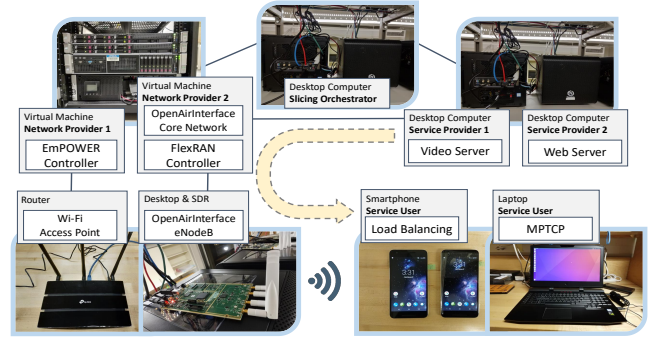 Desktop Computer
Slicing Orchestrator
Virtual Machine
Network Provider 2
OpenAirInterface
Core Network
FlexRAN
Controller
Virtual Machine
Network Provider 1
EmPOWER
Controller
Desktop Computer
Service Provider 1
Video Server
Desktop Computer
Service Provider 2
Web Server
Router
Wi-Fi
Access Point
Desktop & SDR
OpenAirInterface
eNodeB
Smartphone
Service User
Load Balancing
Laptop
Service User
MPTCP
3:31